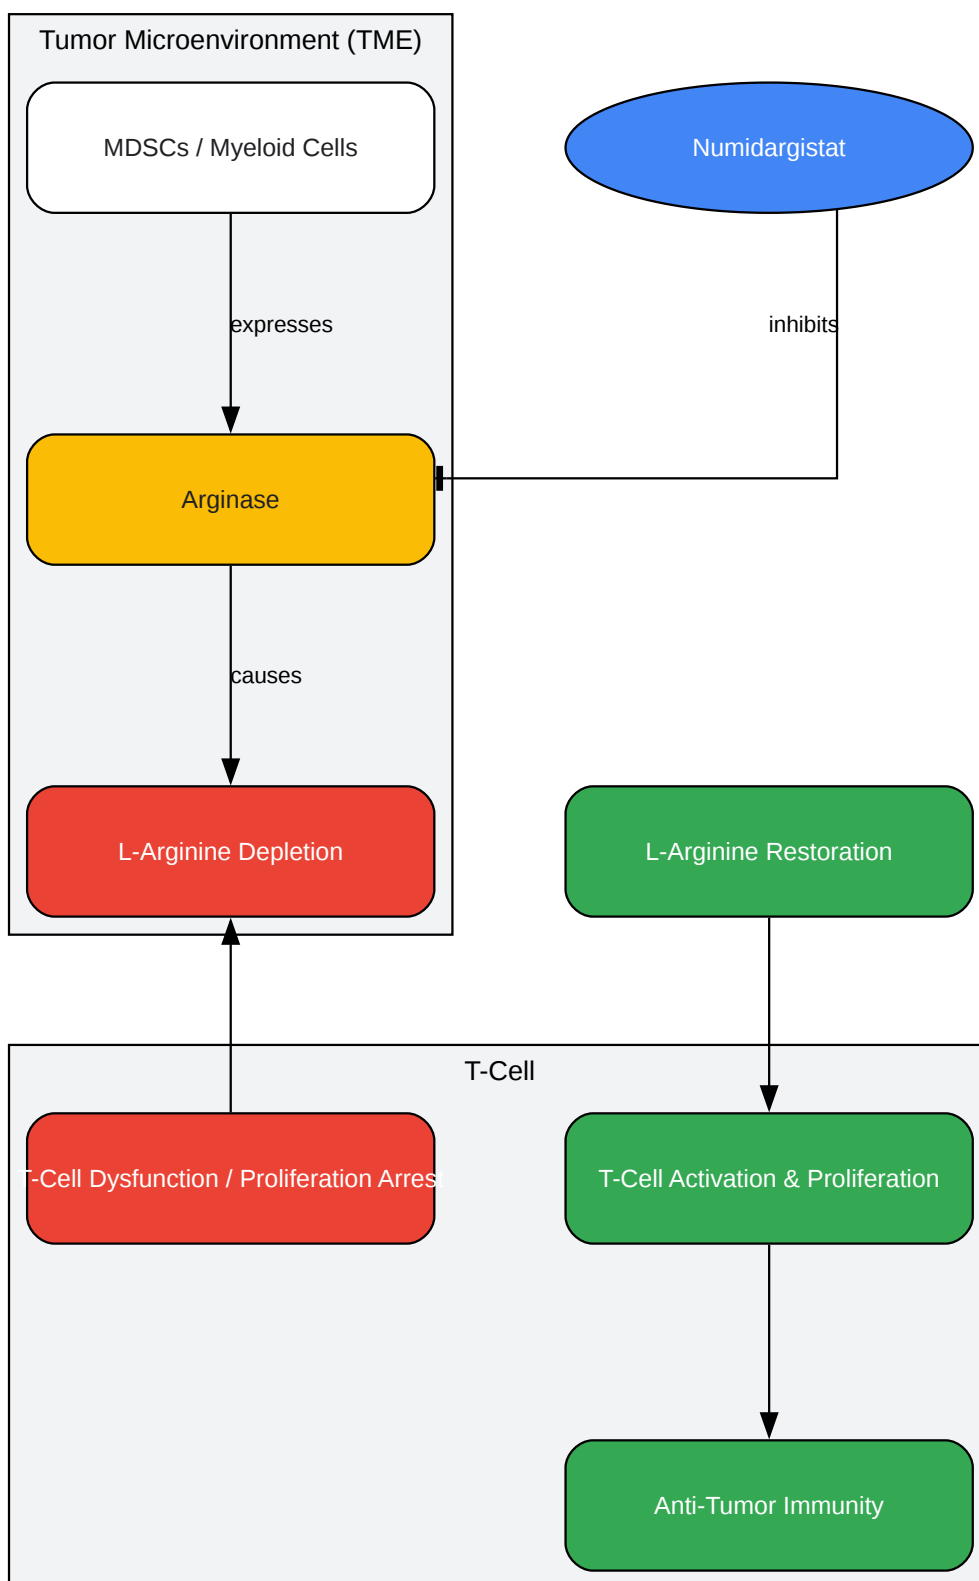 Tumor Microenvironment (TME)
MDSCs / Myeloid Cells
Numidargistat
expresses
inhibits
Arginase
causes
L-Arginine Depletion
L-Arginine Restoration
T-Cell
T-Cell Dysfunction / Proliferation Arrest
T-Cell Activation & Proliferation
Anti-Tumor Immunity